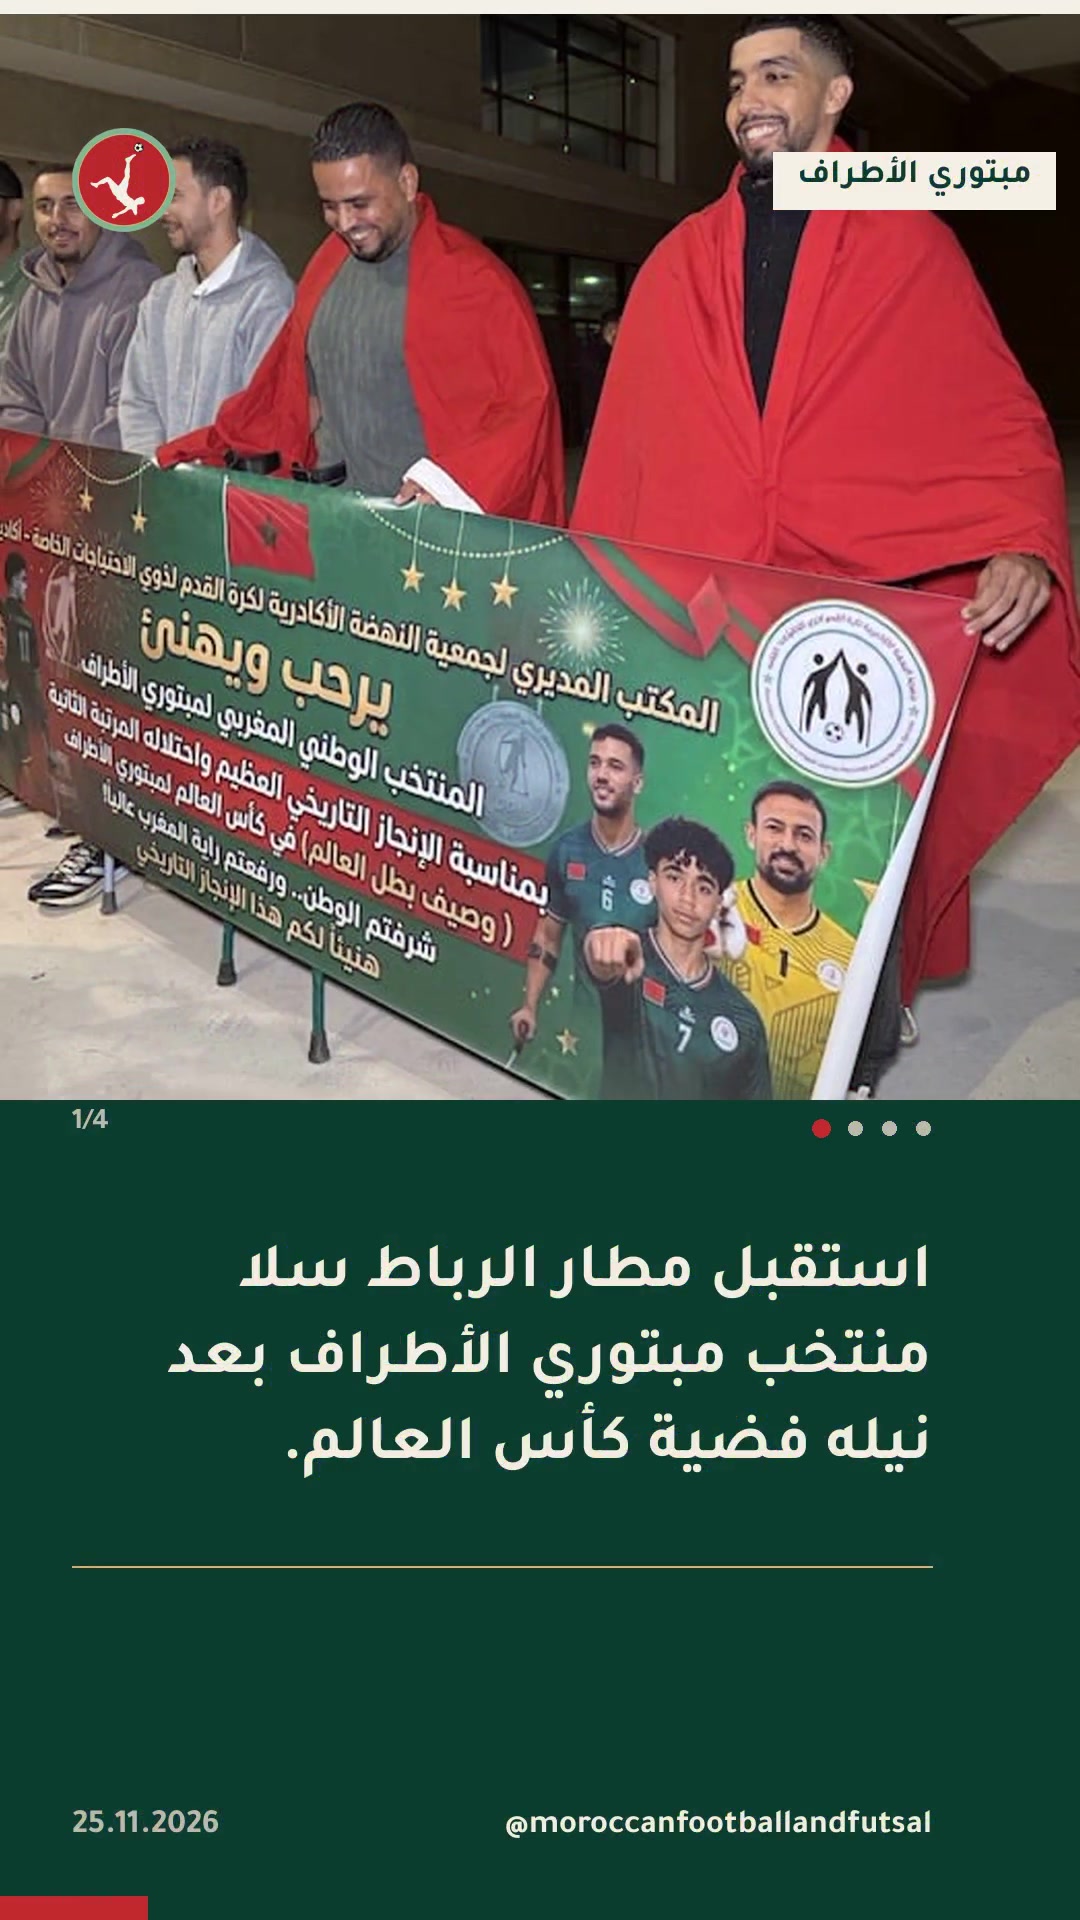 مبتوري الأطراف
المكتب المديري لجمعية النهضة الأكادرية لكرة القدم لذوي الاحتياجات الخاصة -
يرحب ويهنئ
المنتخب الوطني المغربي لمبتوري الأطراف
بمناسبة الإنجاز التاريخي العظيم واحتلاله المرتبة الثانية
( وصيف بطل العالم) في كأس العالم لمبتوري الأطراف
شرفتم الوطن.. ورفعتم راية المغرب عالياً!
هنيئاً لكم هذا الإنجاز التاريخي
6
7
1
1/4
استقبل مطار الرباط سلا
منتخب مبتوري الأطراف بعد
نيله فضية كأس العالم.
25.11.2026
@moroccanfootballandfutsal